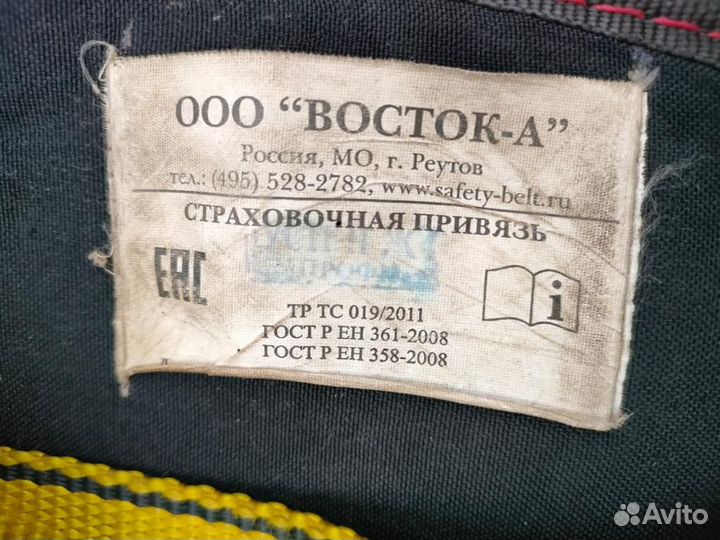 ООО “ВОСТОК-А”
Россия, МО, г. Реутов
тел.: (495) 528-2782, www.safety-belt.ru
СТРАХОВОЧНАЯ ПРИВЯЗЬ
EAC
i
ТР ТС 019/2011
ГОСТ Р ЕН 361-2008
ГОСТ Р ЕН 358-2008
Avito